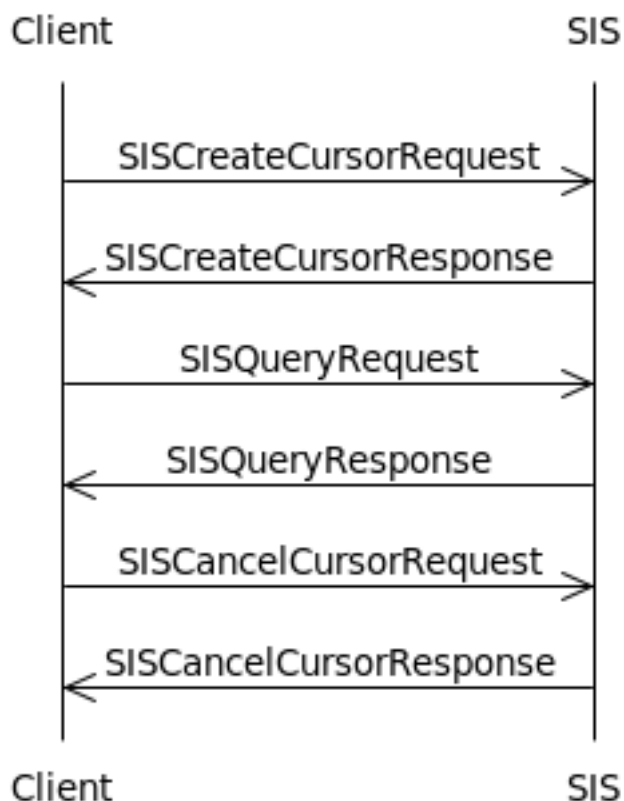 Client SIS
SISCreateCursorRequest
SISCreateCursorResponse
SISQueryRequest
SISQueryResponse
SISCancelCursorRequest
SISCancelCursorResponse
Client SIS